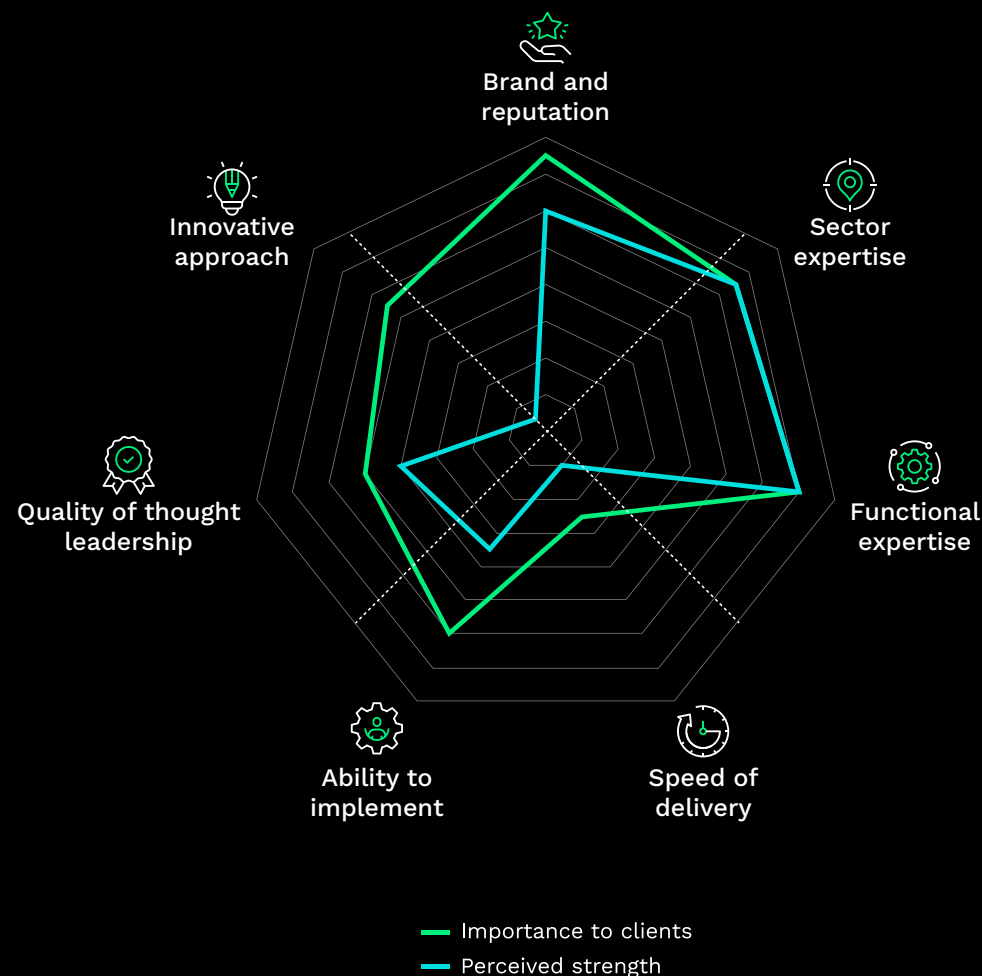 Brand and
reputation
Innovative
approach
Sector
expertise
Quality of thought
leadership
Functional
expertise
Ability to
implement
Speed of
delivery
Importance to clients
Perceived strength